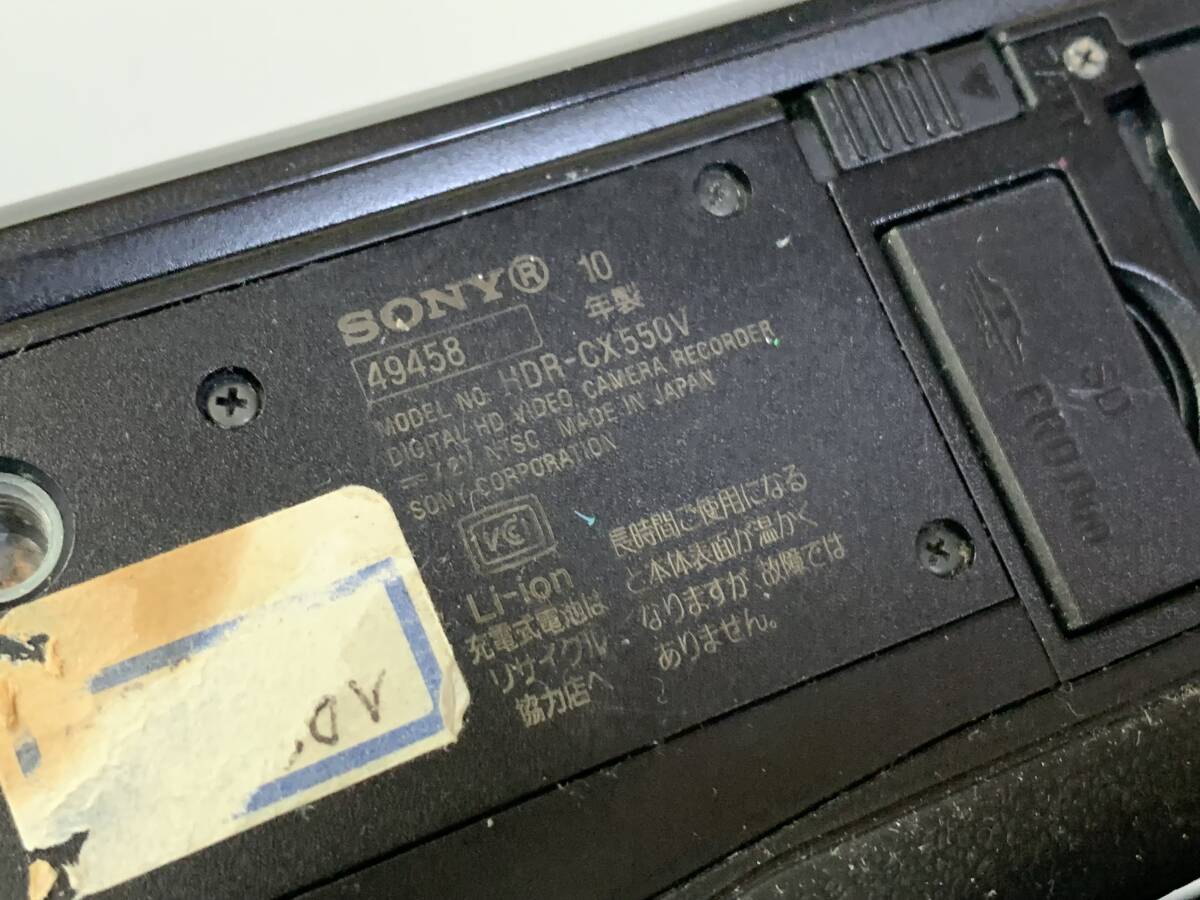 SONY® 10
年製
49458
MODEL NO. HDR-CX550V
DIGITAL HD VIDEO CAMERA RECORDER
⎓ 7.2V NTSC MADE IN JAPAN
SONY CORPORATION
Li-ion
充電式電池は
リサイクル
協力店へ
長時間ご使用になる
と本体表面が温かく
なりますが、故障では
ありません。
SD
PRO Duo